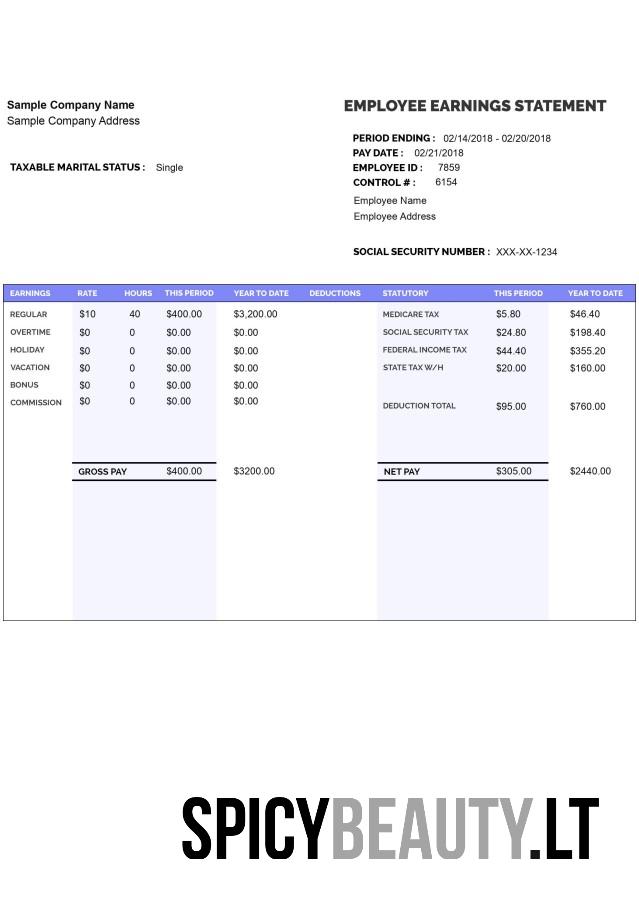 Sample Company Name
Sample Company Address
TAXABLE MARITAL STATUS : Single
EMPLOYEE EARNINGS STATEMENT
PERIOD ENDING : 02/14/2018 - 02/20/2018
PAY DATE : 02/21/2018
EMPLOYEE ID : 7859
CONTROL # : 6154
Employee Name
Employee Address
SOCIAL SECURITY NUMBER : XXX-XX-1234
EARNINGS RATE HOURS THIS PERIOD YEAR TO DATE DEDUCTIONS STATUTORY THIS PERIOD YEAR TO DATE
REGULAR $10 40 $400.00 $3,200.00 MEDICARE TAX $5.80 $46.40
OVERTIME $0 0 $0.00 $0.00 SOCIAL SECURITY TAX $24.80 $198.40
HOLIDAY $0 0 $0.00 $0.00 FEDERAL INCOME TAX $44.40 $355.20
VACATION $0 0 $0.00 $0.00 STATE TAX W/H $20.00 $160.00
BONUS $0 0 $0.00 $0.00
COMMISSION $0 0 $0.00 $0.00 DEDUCTION TOTAL $95.00 $760.00
GROSS PAY $400.00 $3200.00 NET PAY $305.00 $2440.00
SPICYBEAUTY.LT